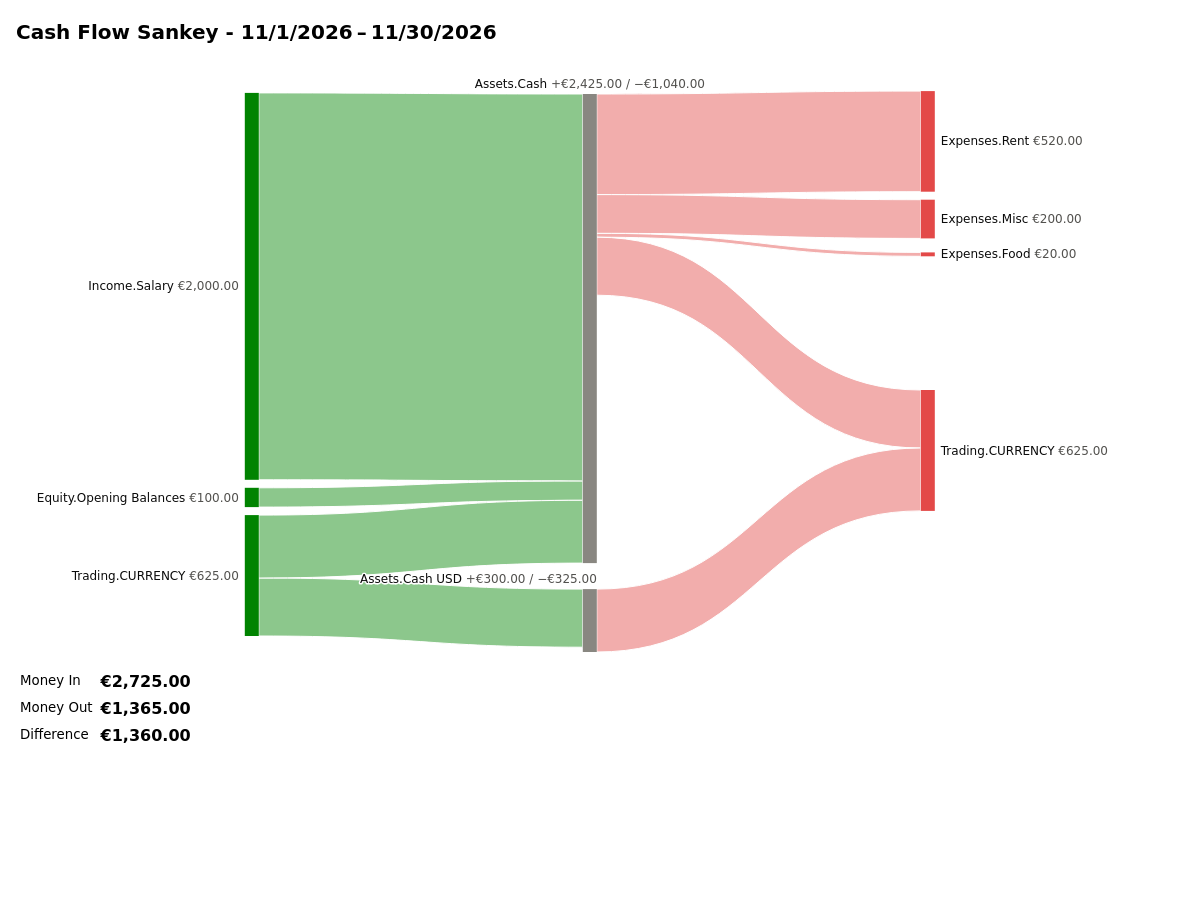 Cash Flow Sankey - 11/1/2026 – 11/30/2026
Assets.Cash +€2,425.00 / −€1,040.00
Expenses.Rent €520.00
Expenses.Misc €200.00
Expenses.Food €20.00
Income.Salary €2,000.00
Trading.CURRENCY €625.00
Equity.Opening Balances €100.00
Trading.CURRENCY €625.00
Assets.Cash USD +€300.00 / −€325.00
Money In €2,725.00
Money Out €1,365.00
Difference €1,360.00